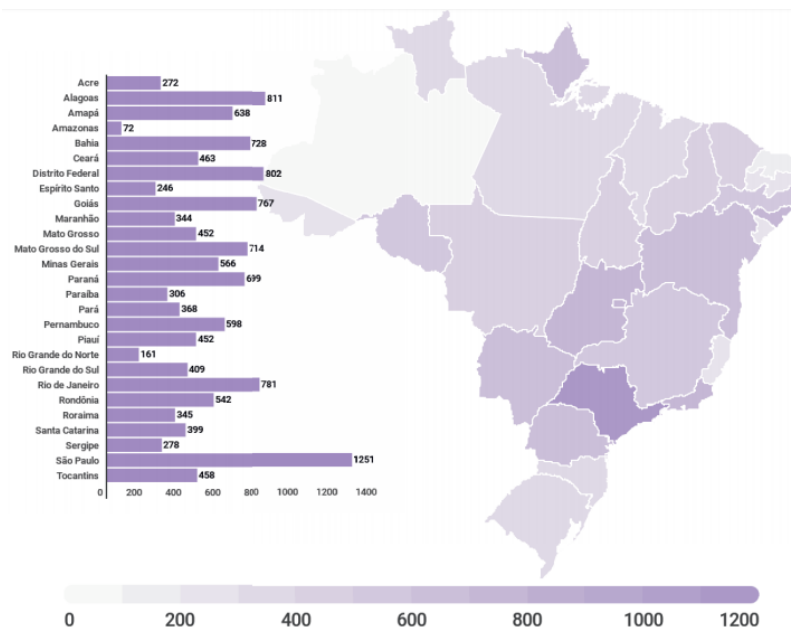 Acre 272
Alagoas 811
Amapá 638
Amazonas 72
Bahia 728
Ceará 463
Distrito Federal 802
Espírito Santo 246
Goiás 767
Maranhão 344
Mato Grosso 452
Mato Grosso do Sul 714
Minas Gerais 566
Paraná 699
Paraíba 306
Pará 368
Pernambuco 598
Piauí 452
Rio Grande do Norte 161
Rio Grande do Sul 409
Rio de Janeiro 781
Rondônia 542
Roraima 345
Santa Catarina 399
Sergipe 278
São Paulo 1251
Tocantins 458
0 200 400 600 800 1000 1200 1400
0 200 400 600 800 1000 1200